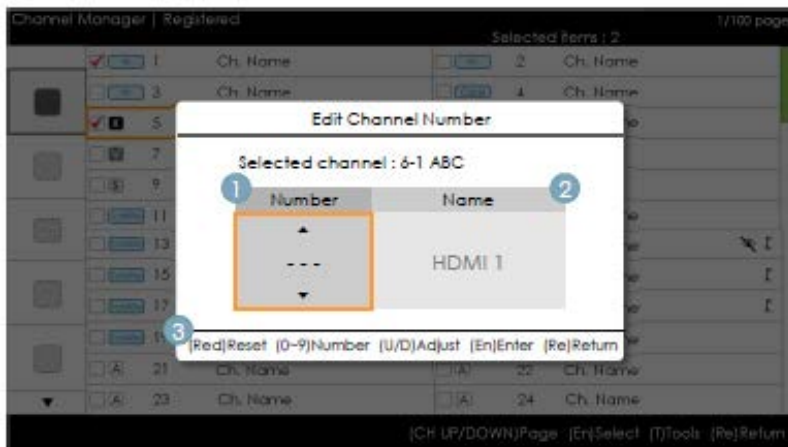 Channel Manager | Registered
1/100 page
Selected items : 2
1 Ch. Name
2 Ch. Name
3 Ch. Name
4 Ch. Name
5
7
9
11
13
15
17
Edit Channel Number
Selected channel : 6-1 ABC
1
2
Number
Name
---
HDMI 1
3
(Red)Reset (0~9)Number (U/D)Adjust (En)Enter (Re)Return
A 21 Ch. Name
A 22 Ch. Name
A 23 Ch. Name
A 24 Ch. Name
(CH UP/DOWN)Page (En)Select (T)Tools (Re)Return